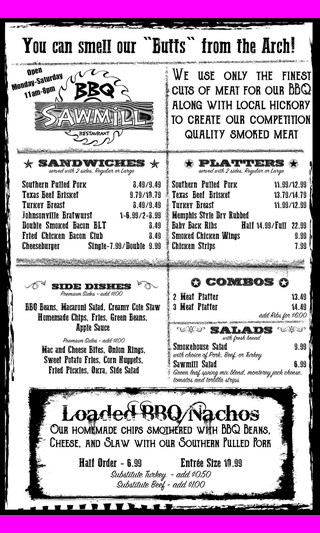 You can smell our "Butts" from the Arch!
Open
Monday-Saturday
11am-8pm
BBQ
SAWMILL
RESTAURANT
We use only the finest
cuts of meat for our BBQ
along with local hickory
to create our competition
quality smoked meat
SANDWICHES
served with 2 sides, Regular or Large
Southern Pulled Pork 8.49/9.49
Texas Beef Brisket 9.79/10.79
Turkey Breast 8.49/9.49
Johnsonville Bratwurst 1-6.99/2-8.99
Double Smoked Bacon BLT 8.49
Fried Chicken Bacon Club 8.49
Cheeseburger Single-7.99/Double 9.99
PLATTERS
served with 2 sides, Regular or Large
Southern Pulled Pork 11.99/12.99
Texas Beef Brisket 13.79/14.79
Turkey Breast 11.99/12.99
Memphis Style Dry Rubbed
Baby Back Ribs Half 14.99/Full 22.99
Smoked Chicken Wings 9.99
Chicken Strips 7.99
SIDE DISHES
Premium Sides - add $1.00
BBQ Beans, Macaroni Salad, Creamy Cole Slaw
Homemade Chips, Fries, Green Beans,
Apple Sauce
Premium Sides - add $1.00
Mac and Cheese Bites, Onion Rings,
Sweet Potato Fries, Corn Nuggets,
Fried Pickles, Okra, Side Salad
COMBOS
2 Meat Platter 13.49
3 Meat Platter 14.49
add Ribs for $6.00
SALADS
with fresh bread
Smokehouse Salad 9.99
with choice of Pork, Beef, or Turkey
Sawmill Salad 6.99
Green leaf spring mix blend, monterey jack cheese,
tomatoes and tortilla strips
Loaded BBQ Nachos
Our homemade chips smothered with BBQ Beans,
Cheese, and Slaw with our Southern Pulled Pork
Half Order - 6.99 Entrée Size 10.99
Substitute Turkey - add $0.50
Substitute Beef - add $1.00